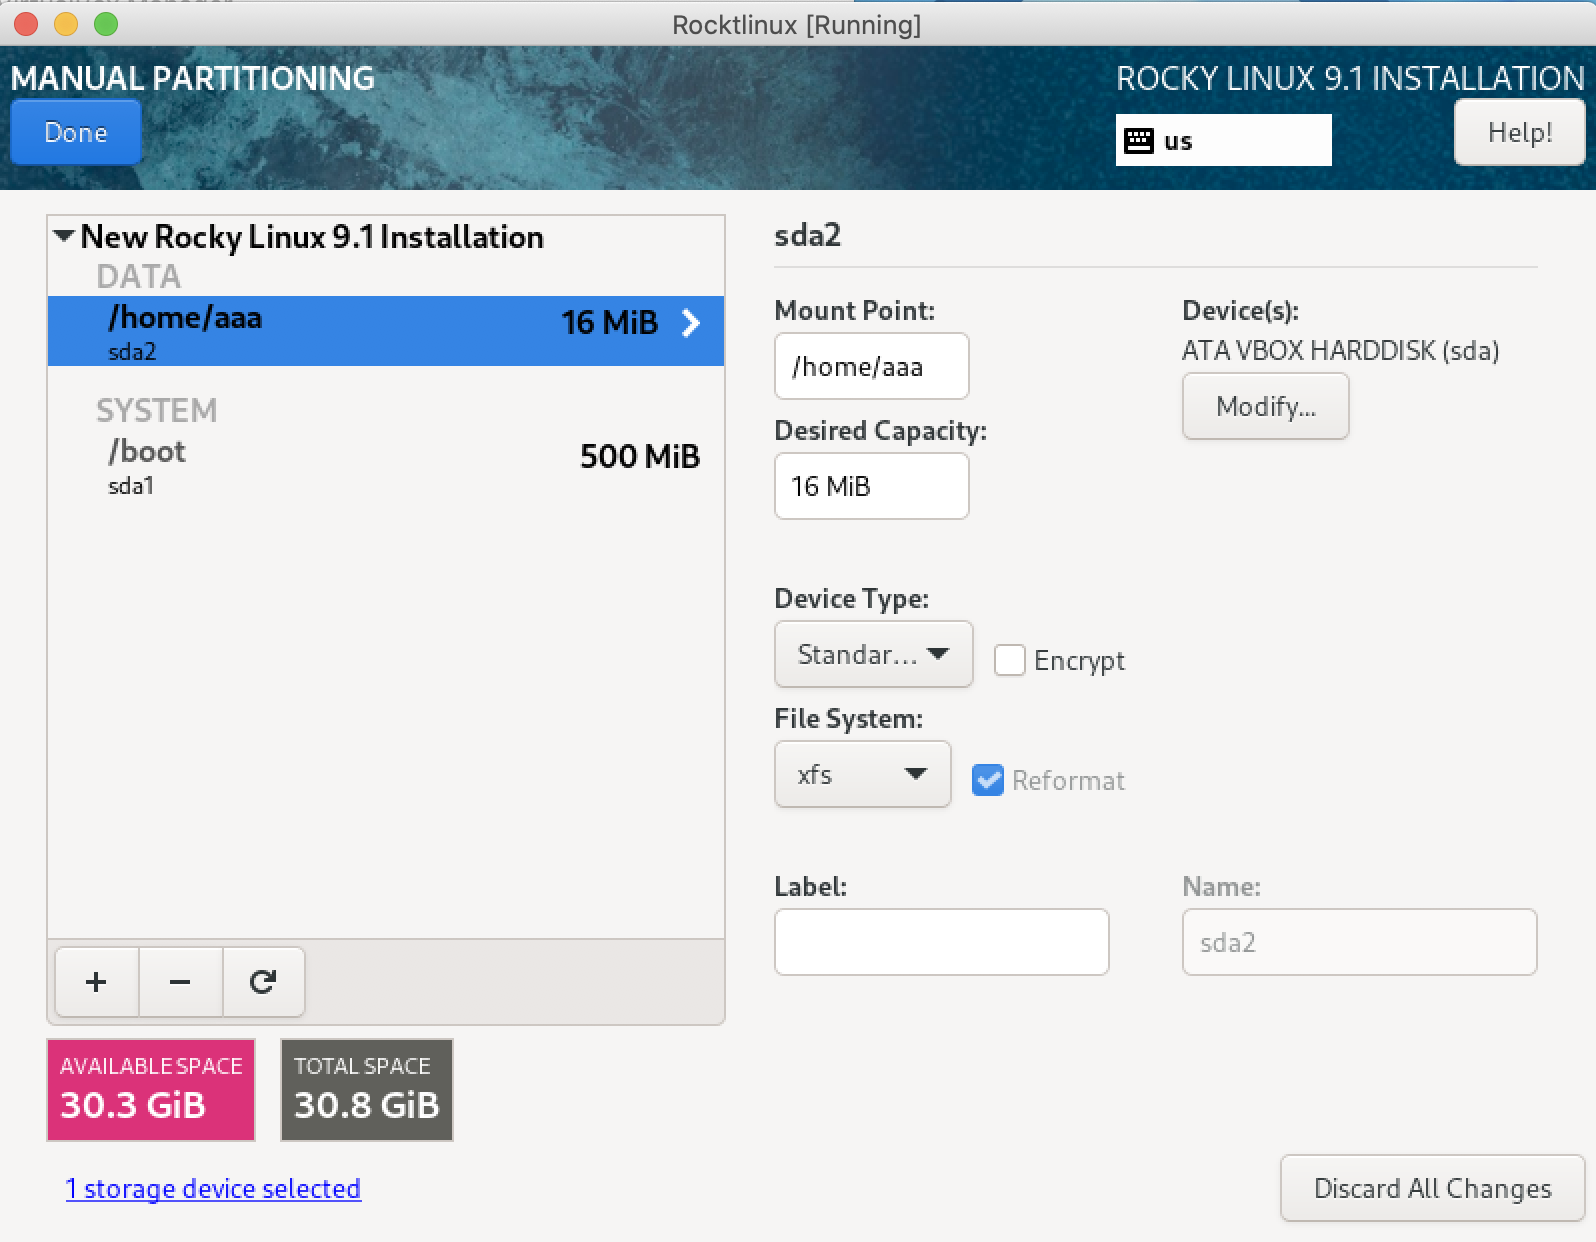 Rocktlinux [Running]
MANUAL PARTITIONING
ROCKY LINUX 9.1 INSTALLATION
Done
us
Help!
New Rocky Linux 9.1 Installation
DATA
/home/aaa
16 MiB
sda2
SYSTEM
/boot
500 MiB
sda1
sda2
Mount Point:
/home/aaa
Device(s):
ATA VBOX HARDDISK (sda)
Modify...
Desired Capacity:
16 MiB
Device Type:
Standar...
Encrypt
File System:
xfs
Reformat
Label:
Name:
sda2
+
-
AVAILABLE SPACE
30.3 GiB
TOTAL SPACE
30.8 GiB
1 storage device selected
Discard All Changes